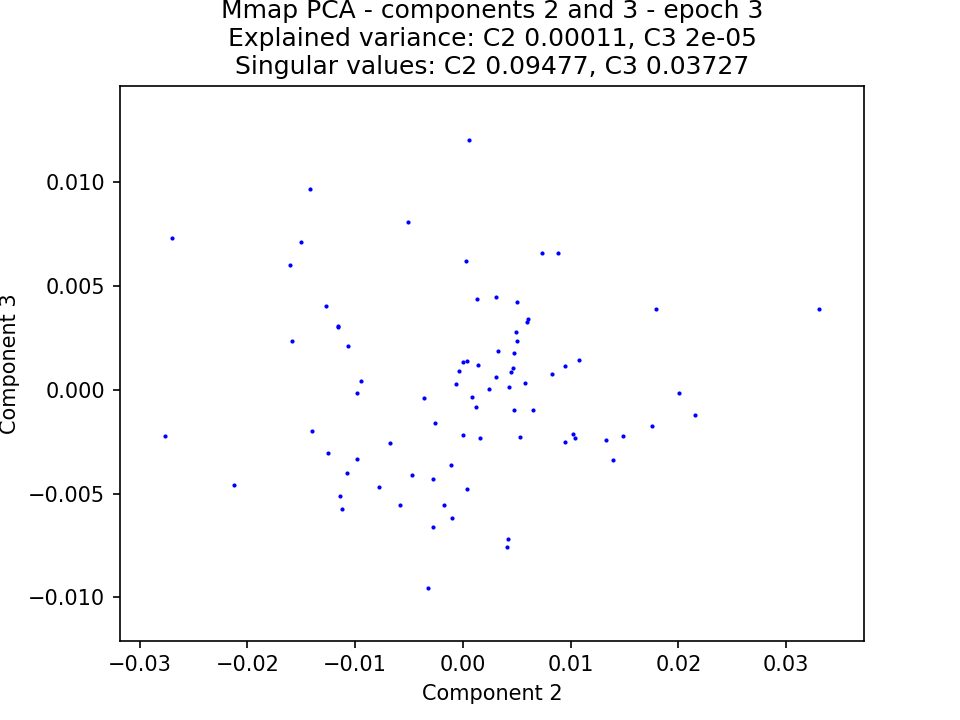 Mmap PCA - components 2 and 3 - epoch 3
Explained variance: C2 0.00011, C3 2e-05
Singular values: C2 0.09477, C3 0.03727
0.010
0.005
0.000
−0.005
−0.010
Component 3
−0.03 −0.02 −0.01 0.00 0.01 0.02 0.03
Component 2